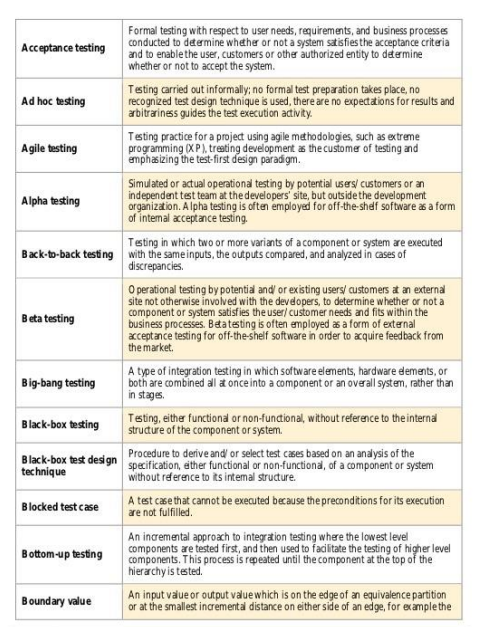 Acceptance testing
Formal testing with respect to user needs, requirements, and business processes
conducted to determine whether or not a system satisfies the acceptance criteria
and to enable the user, customers or other authorized entity to determine
whether or not to accept the system.
Ad hoc testing
Testing carried out informally; no formal test preparation takes place, no
recognized test design technique is used, there are no expectations for results and
arbitrariness guides the test execution activity.
Agile testing
Testing practice for a project using agile methodologies, such as extreme
programming (XP), treating development as the customer of testing and
emphasizing the test-first design paradigm.
Alpha testing
Simulated or actual operational testing by potential users/customers or an
independent test team at the developers' site, but outside the development
organization. Alpha testing is often employed for off-the-shelf software as a form
of internal acceptance testing.
Back-to-back testing
Testing in which two or more variants of a component or system are executed
with the same inputs, the outputs compared, and analyzed in cases of
discrepancies.
Beta testing
Operational testing by potential and/or existing users/customers at an external
site not otherwise involved with the developers, to determine whether or not a
component or system satisfies the user/customer needs and fits within the
business processes. Beta testing is often employed as a form of external
acceptance testing for off-the-shelf software in order to acquire feedback from
the market.
Big-bang testing
A type of integration testing in which software elements, hardware elements, or
both are combined all at once into a component or an overall system, rather than
in stages.
Black-box testing
Testing, either functional or non-functional, without reference to the internal
structure of the component or system.
Black-box test design
technique
Procedure to derive and/or select test cases based on an analysis of the
specification, either functional or non-functional, of a component or system
without reference to its internal structure.
Blocked test case
A test case that cannot be executed because the preconditions for its execution
are not fulfilled.
Bottom-up testing
An incremental approach to integration testing where the lowest level
components are tested first, and then used to facilitate the testing of higher level
components. This process is repeated until the component at the top of the
hierarchy is tested.
Boundary value
An input value or output value which is on the edge of an equivalence partition
or at the smallest incremental distance on either side of an edge, for example the